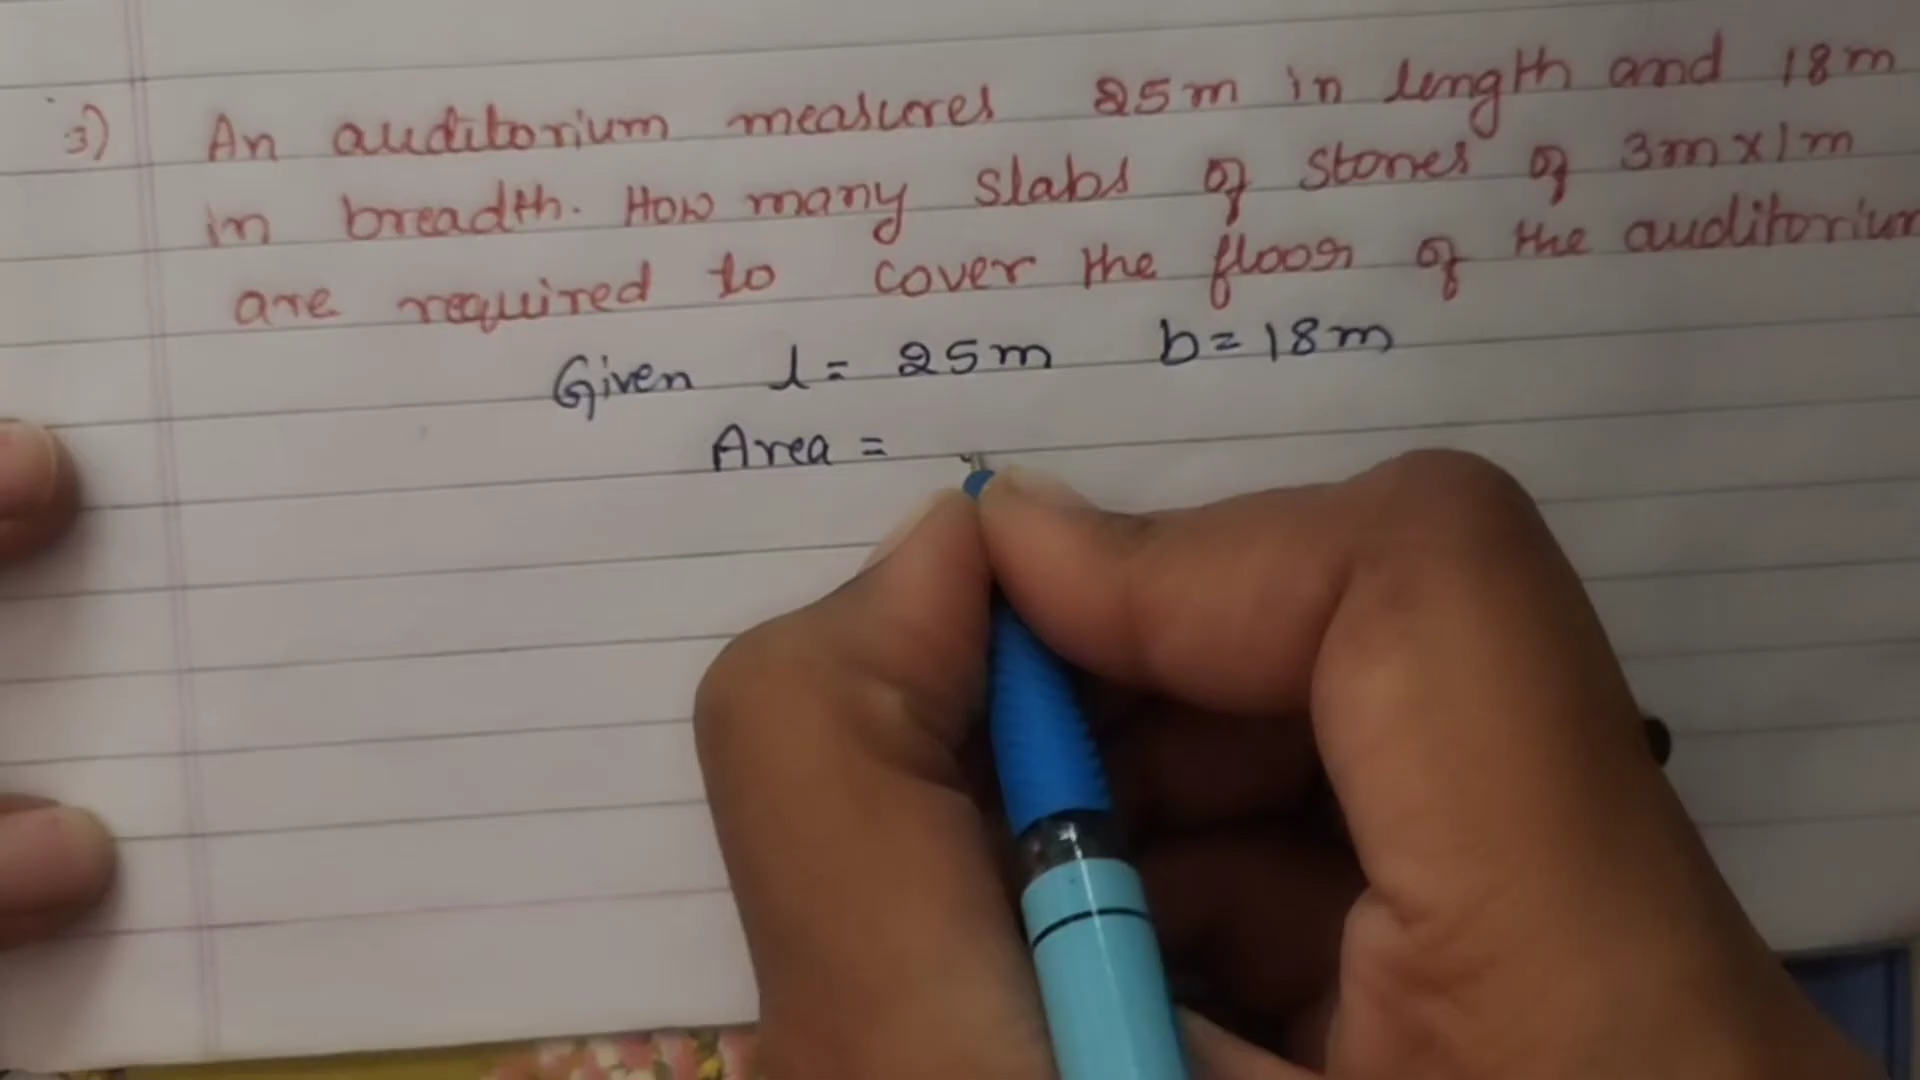 3) An auditorium measures 25m in length and 18m
in breadth. How many slabs of stones of 3m×1m
are required to cover the floor of the auditorium
Given l = 25m b = 18m
Area =